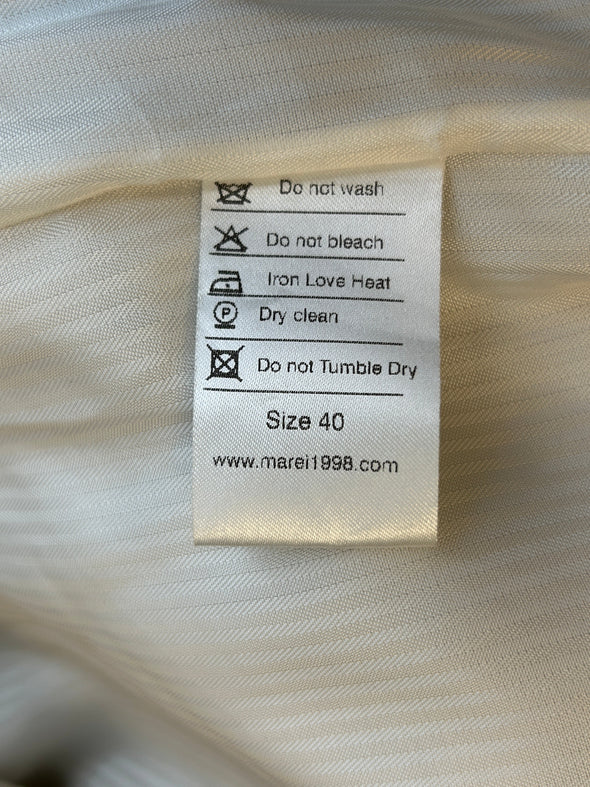 Do not wash
Do not bleach
Iron Love Heat
P Dry clean
Do not Tumble Dry
Size 40
www.marei1998.com